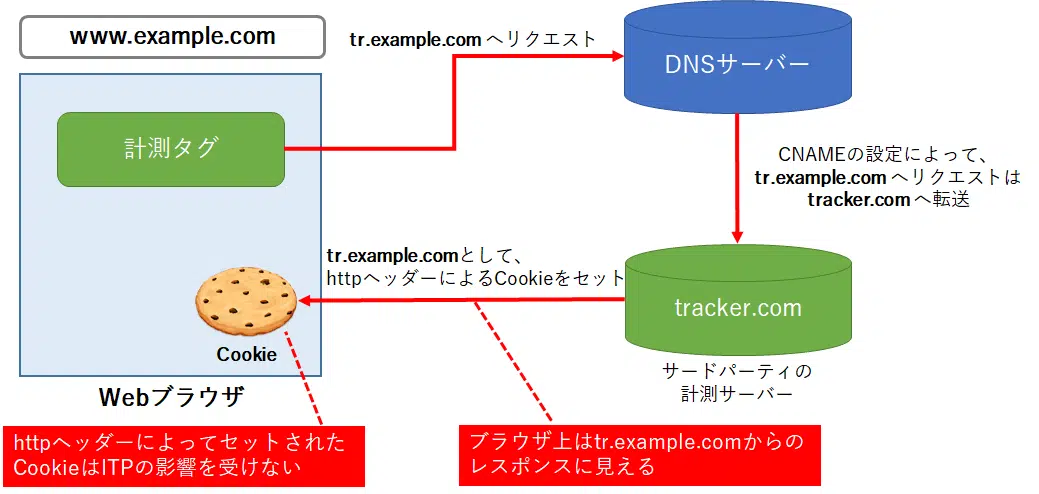 www.example.com
tr.example.com へリクエスト
DNSサーバー
計測タグ
CNAMEの設定によって、
tr.example.com へリクエストは
tracker.com へ転送
tr.example.comとして、
httpヘッダーによるCookieをセット
tracker.com
Cookie
サードパーティの
計測サーバー
Webブラウザ
httpヘッダーによってセットされた
CookieはITPの影響を受けない
ブラウザ上はtr.example.comからの
レスポンスに見える